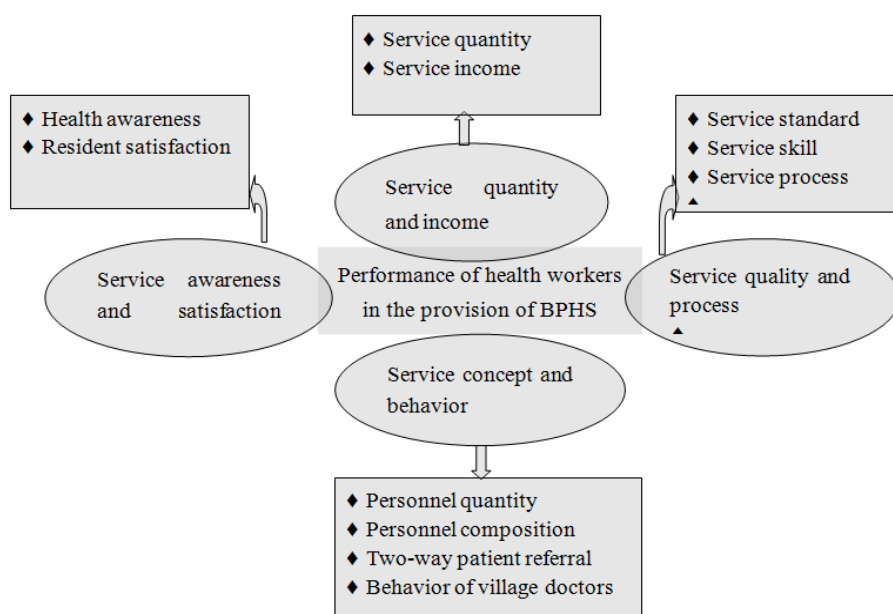 ♦ Service quantity
♦ Service income
♦ Health awareness
♦ Resident satisfaction
♦ Service standard
♦ Service skill
♦ Service process
Service quantity
and income
Service awareness
and satisfaction
Performance of health workers
in the provision of BPHS
Service quality and
process
Service concept and
behavior
♦ Personnel quantity
♦ Personnel composition
♦ Two-way patient referral
♦ Behavior of village doctors